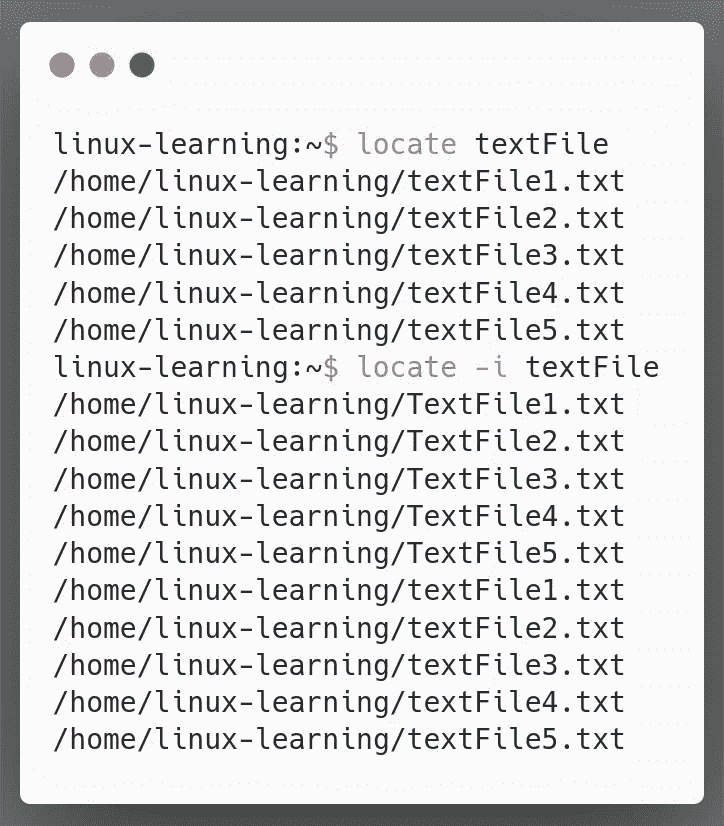 linux-learning:~$ locate textFile
/home/linux-learning/textFile1.txt
/home/linux-learning/textFile2.txt
/home/linux-learning/textFile3.txt
/home/linux-learning/textFile4.txt
/home/linux-learning/textFile5.txt
linux-learning:~$ locate -i textFile
/home/linux-learning/TextFile1.txt
/home/linux-learning/TextFile2.txt
/home/linux-learning/TextFile3.txt
/home/linux-learning/TextFile4.txt
/home/linux-learning/TextFile5.txt
/home/linux-learning/textFile1.txt
/home/linux-learning/textFile2.txt
/home/linux-learning/textFile3.txt
/home/linux-learning/textFile4.txt
/home/linux-learning/textFile5.txt